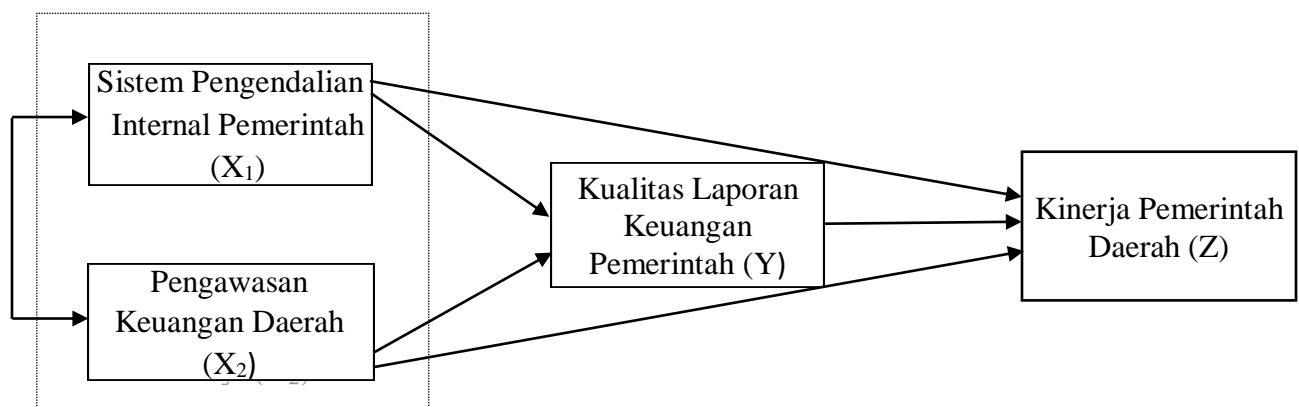 Sistem Pengendalian
Internal Pemerintah
(X₁)
Kualitas Laporan
Keuangan
Pemerintah (Y)
Kinerja Pemerintah
Daerah (Z)
Pengawasan
Keuangan Daerah
(X₂)